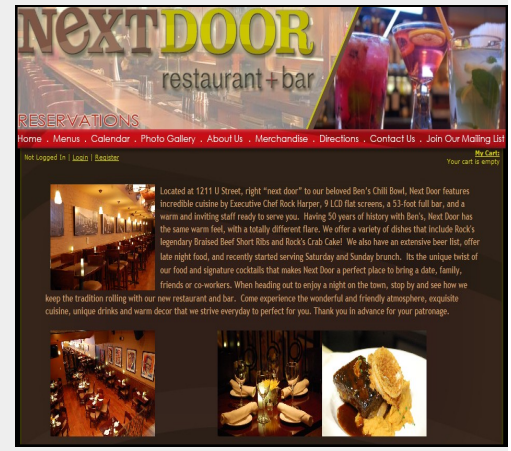 NEXTDOOR
restaurant+bar
RESERVATIONS
Home . Menus . Calendar . Photo Gallery . About Us . Merchandise . Directions . Contact Us . Join Our Mailing List
Not Logged In | Login | Register
My Cart:
Your cart is empty
Located at 1211 U Street, right "next door" to our beloved Ben's Chili Bowl, Next Door features
incredible cuisine by Executive Chef Rock Harper, 9 LCD flat screens, a 53-foot full bar, and a
warm and inviting staff ready to serve you. Having 50 years of history with Ben's, Next Door has
the same warm feel, with a totally different flare. We offer a variety of dishes that include Rock's
legendary Braised Beef Short Ribs and Rock's Crab Cake! We also have an extensive beer list, offer
late night food, and recently started serving Saturday and Sunday brunch. Its the unique twist of
our food and signature cocktails that makes Next Door a perfect place to bring a date, family,
friends or co-workers. When heading out to enjoy a night on the town, stop by and see how we
keep the tradition rolling with our new restaurant and bar. Come experience the wonderful and friendly atmosphere, exquisite
cuisine, unique drinks and warm decor that we strive everyday to perfect for you. Thank you in advance for your patronage.